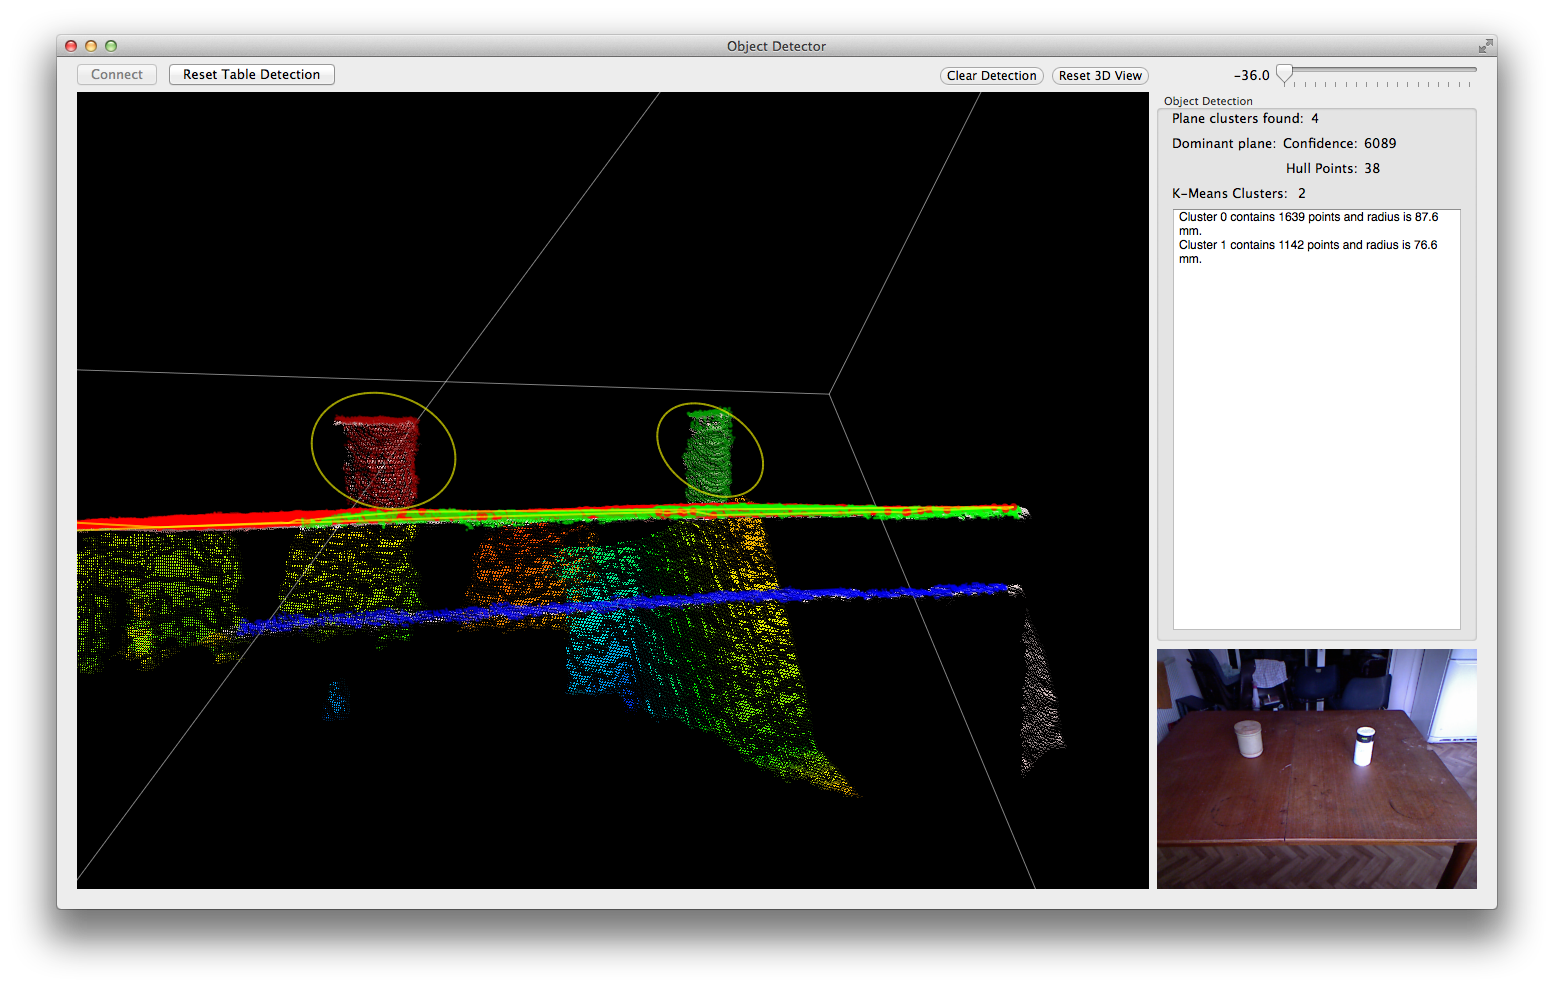 Object Detector
Connect
Reset Table Detection
Clear Detection
Reset 3D View
-36.0
Object Detection
Plane clusters found: 4
Dominant plane: Confidence: 6089
Hull Points: 38
K-Means Clusters: 2
Cluster 0 contains 1639 points and radius is 87.6
mm.
Cluster 1 contains 1142 points and radius is 76.6
mm.